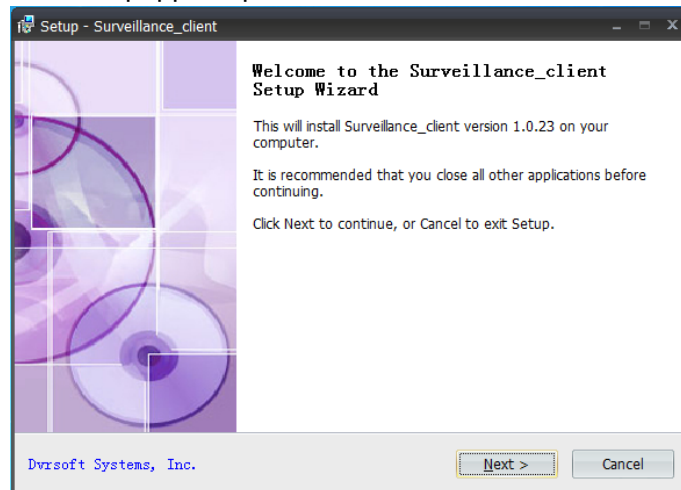 Setup - Surveillance_client
Welcome to the Surveillance_client
Setup Wizard
This will install Surveillance_client version 1.0.23 on your
computer.
It is recommended that you close all other applications before
continuing.
Click Next to continue, or Cancel to exit Setup.
Dvrsoft Systems, Inc.
Next >
Cancel